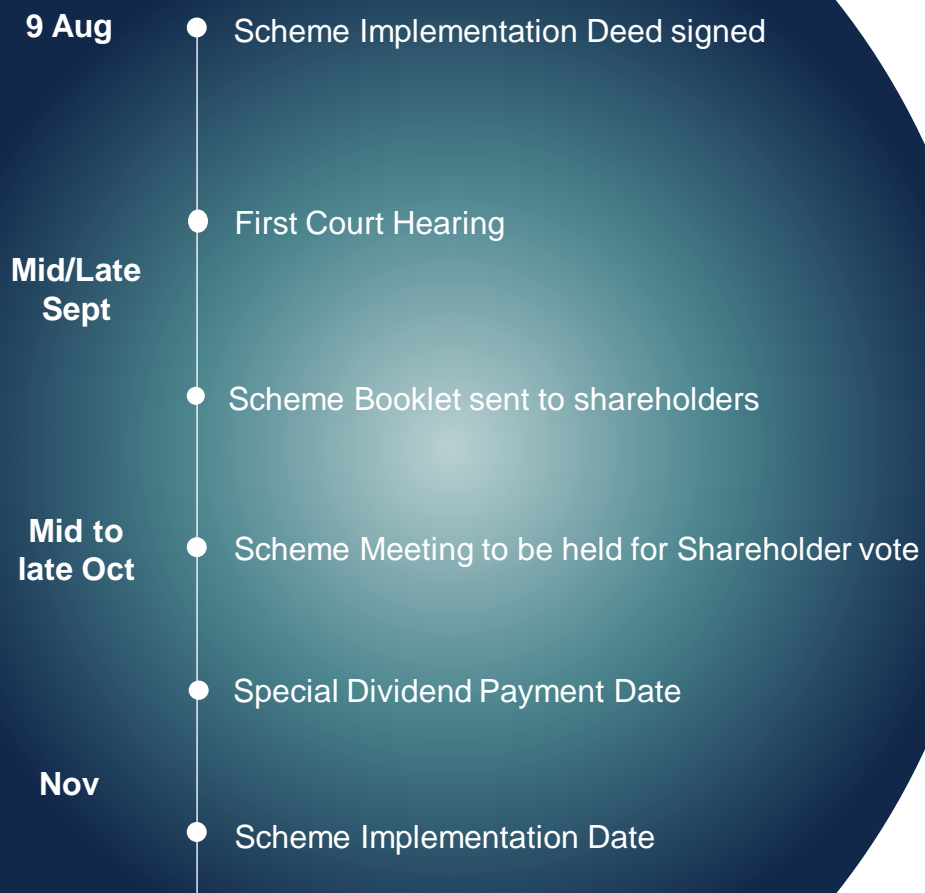 9 Aug
Scheme Implementation Deed signed
First Court Hearing
Mid/Late
Sept
Scheme Booklet sent to shareholders
Mid to
late Oct
Scheme Meeting to be held for Shareholder vote
Special Dividend Payment Date
Nov
Scheme Implementation Date